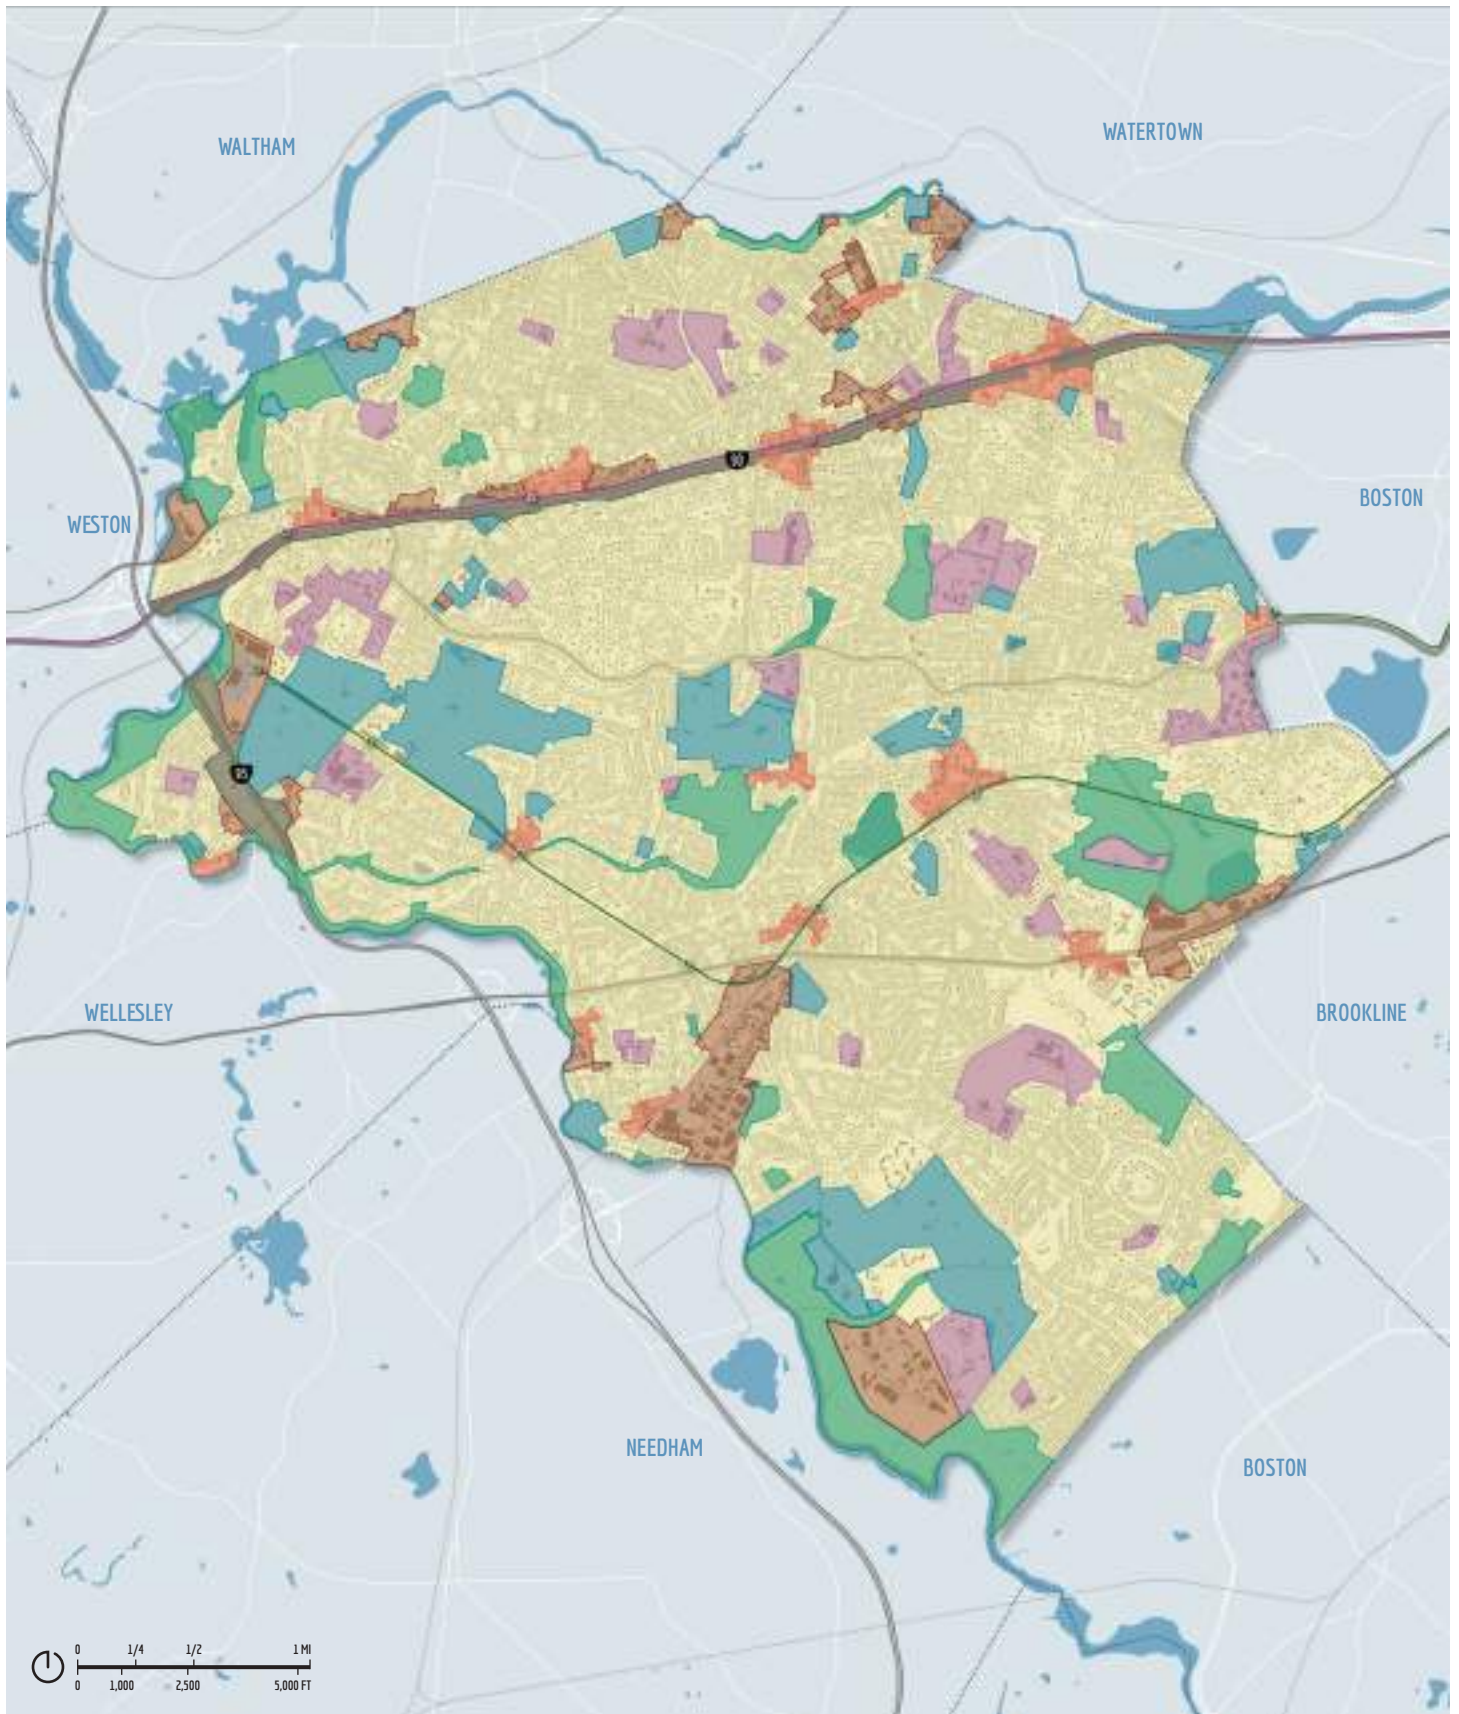 WATERTOWN
WALTHAM
90
BOSTON
WESTON
95
WELLESLEY
BROOKLINE
NEEDHAM
BOSTON
0 1/4 1/2 1 MI
0 1,000 2,500 5,000 FT